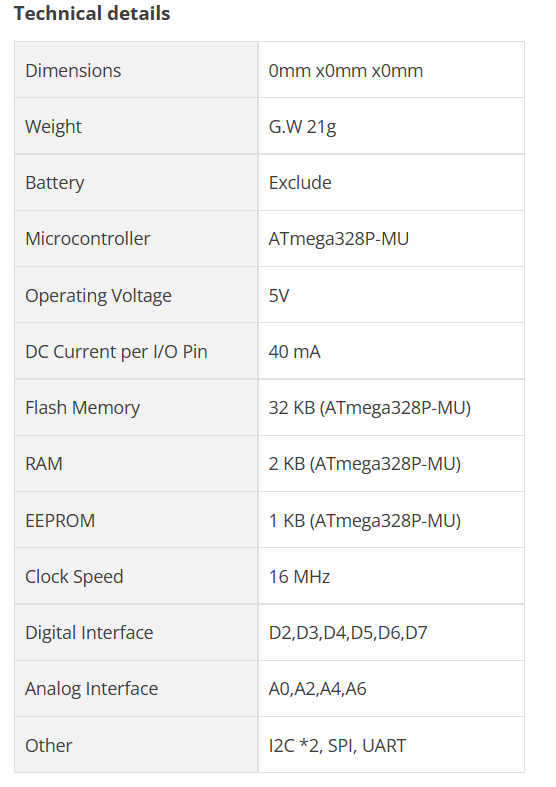 Technical details
Dimensions 0mm x0mm x0mm
Weight G.W 21g
Battery Exclude
Microcontroller ATmega328P-MU
Operating Voltage 5V
DC Current per I/O Pin 40 mA
Flash Memory 32 KB (ATmega328P-MU)
RAM 2 KB (ATmega328P-MU)
EEPROM 1 KB (ATmega328P-MU)
Clock Speed 16 MHz
Digital Interface D2,D3,D4,D5,D6,D7
Analog Interface A0,A2,A4,A6
Other I2C *2, SPI, UART